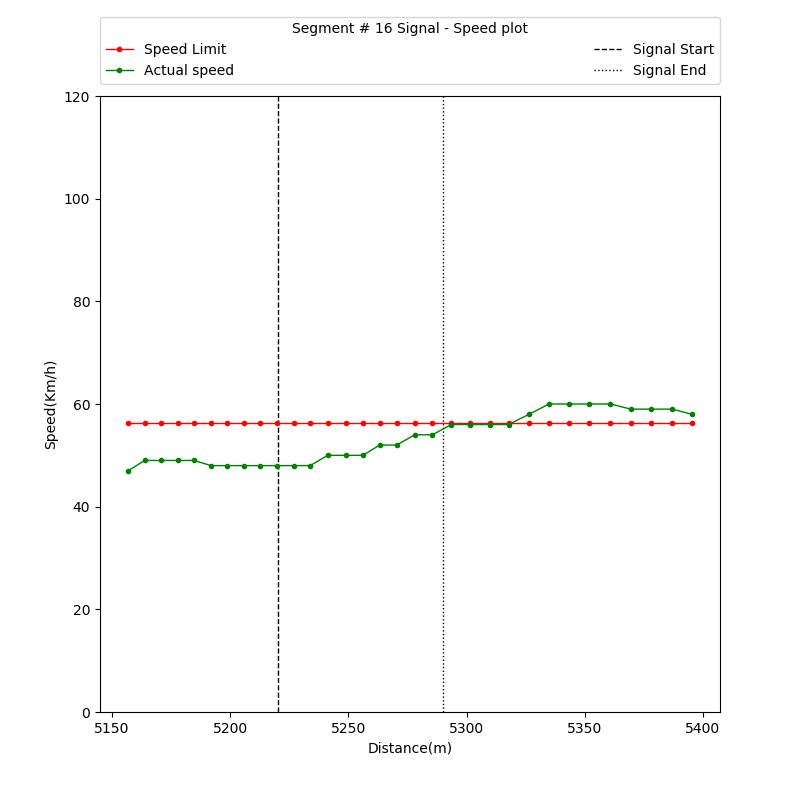 Segment # 16 Signal - Speed plot
Speed Limit
Actual speed
Signal Start
Signal End
120
100
80
60
40
20
0
Speed(Km/h)
5150 5200 5250 5300 5350 5400
Distance(m)